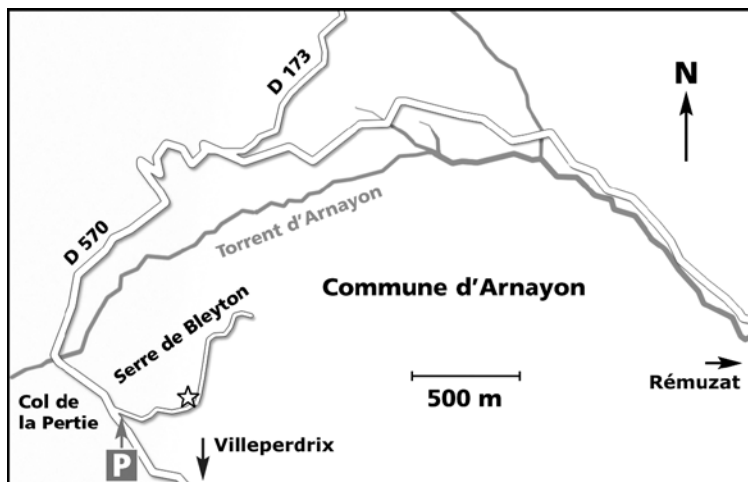 D 173
N
D 570
Torrent d'Arnayon
Commune d'Arnayon
Serre de Bleyton
500 m
Rémuzat
Col de
la Pertie
Villeperdrix
P